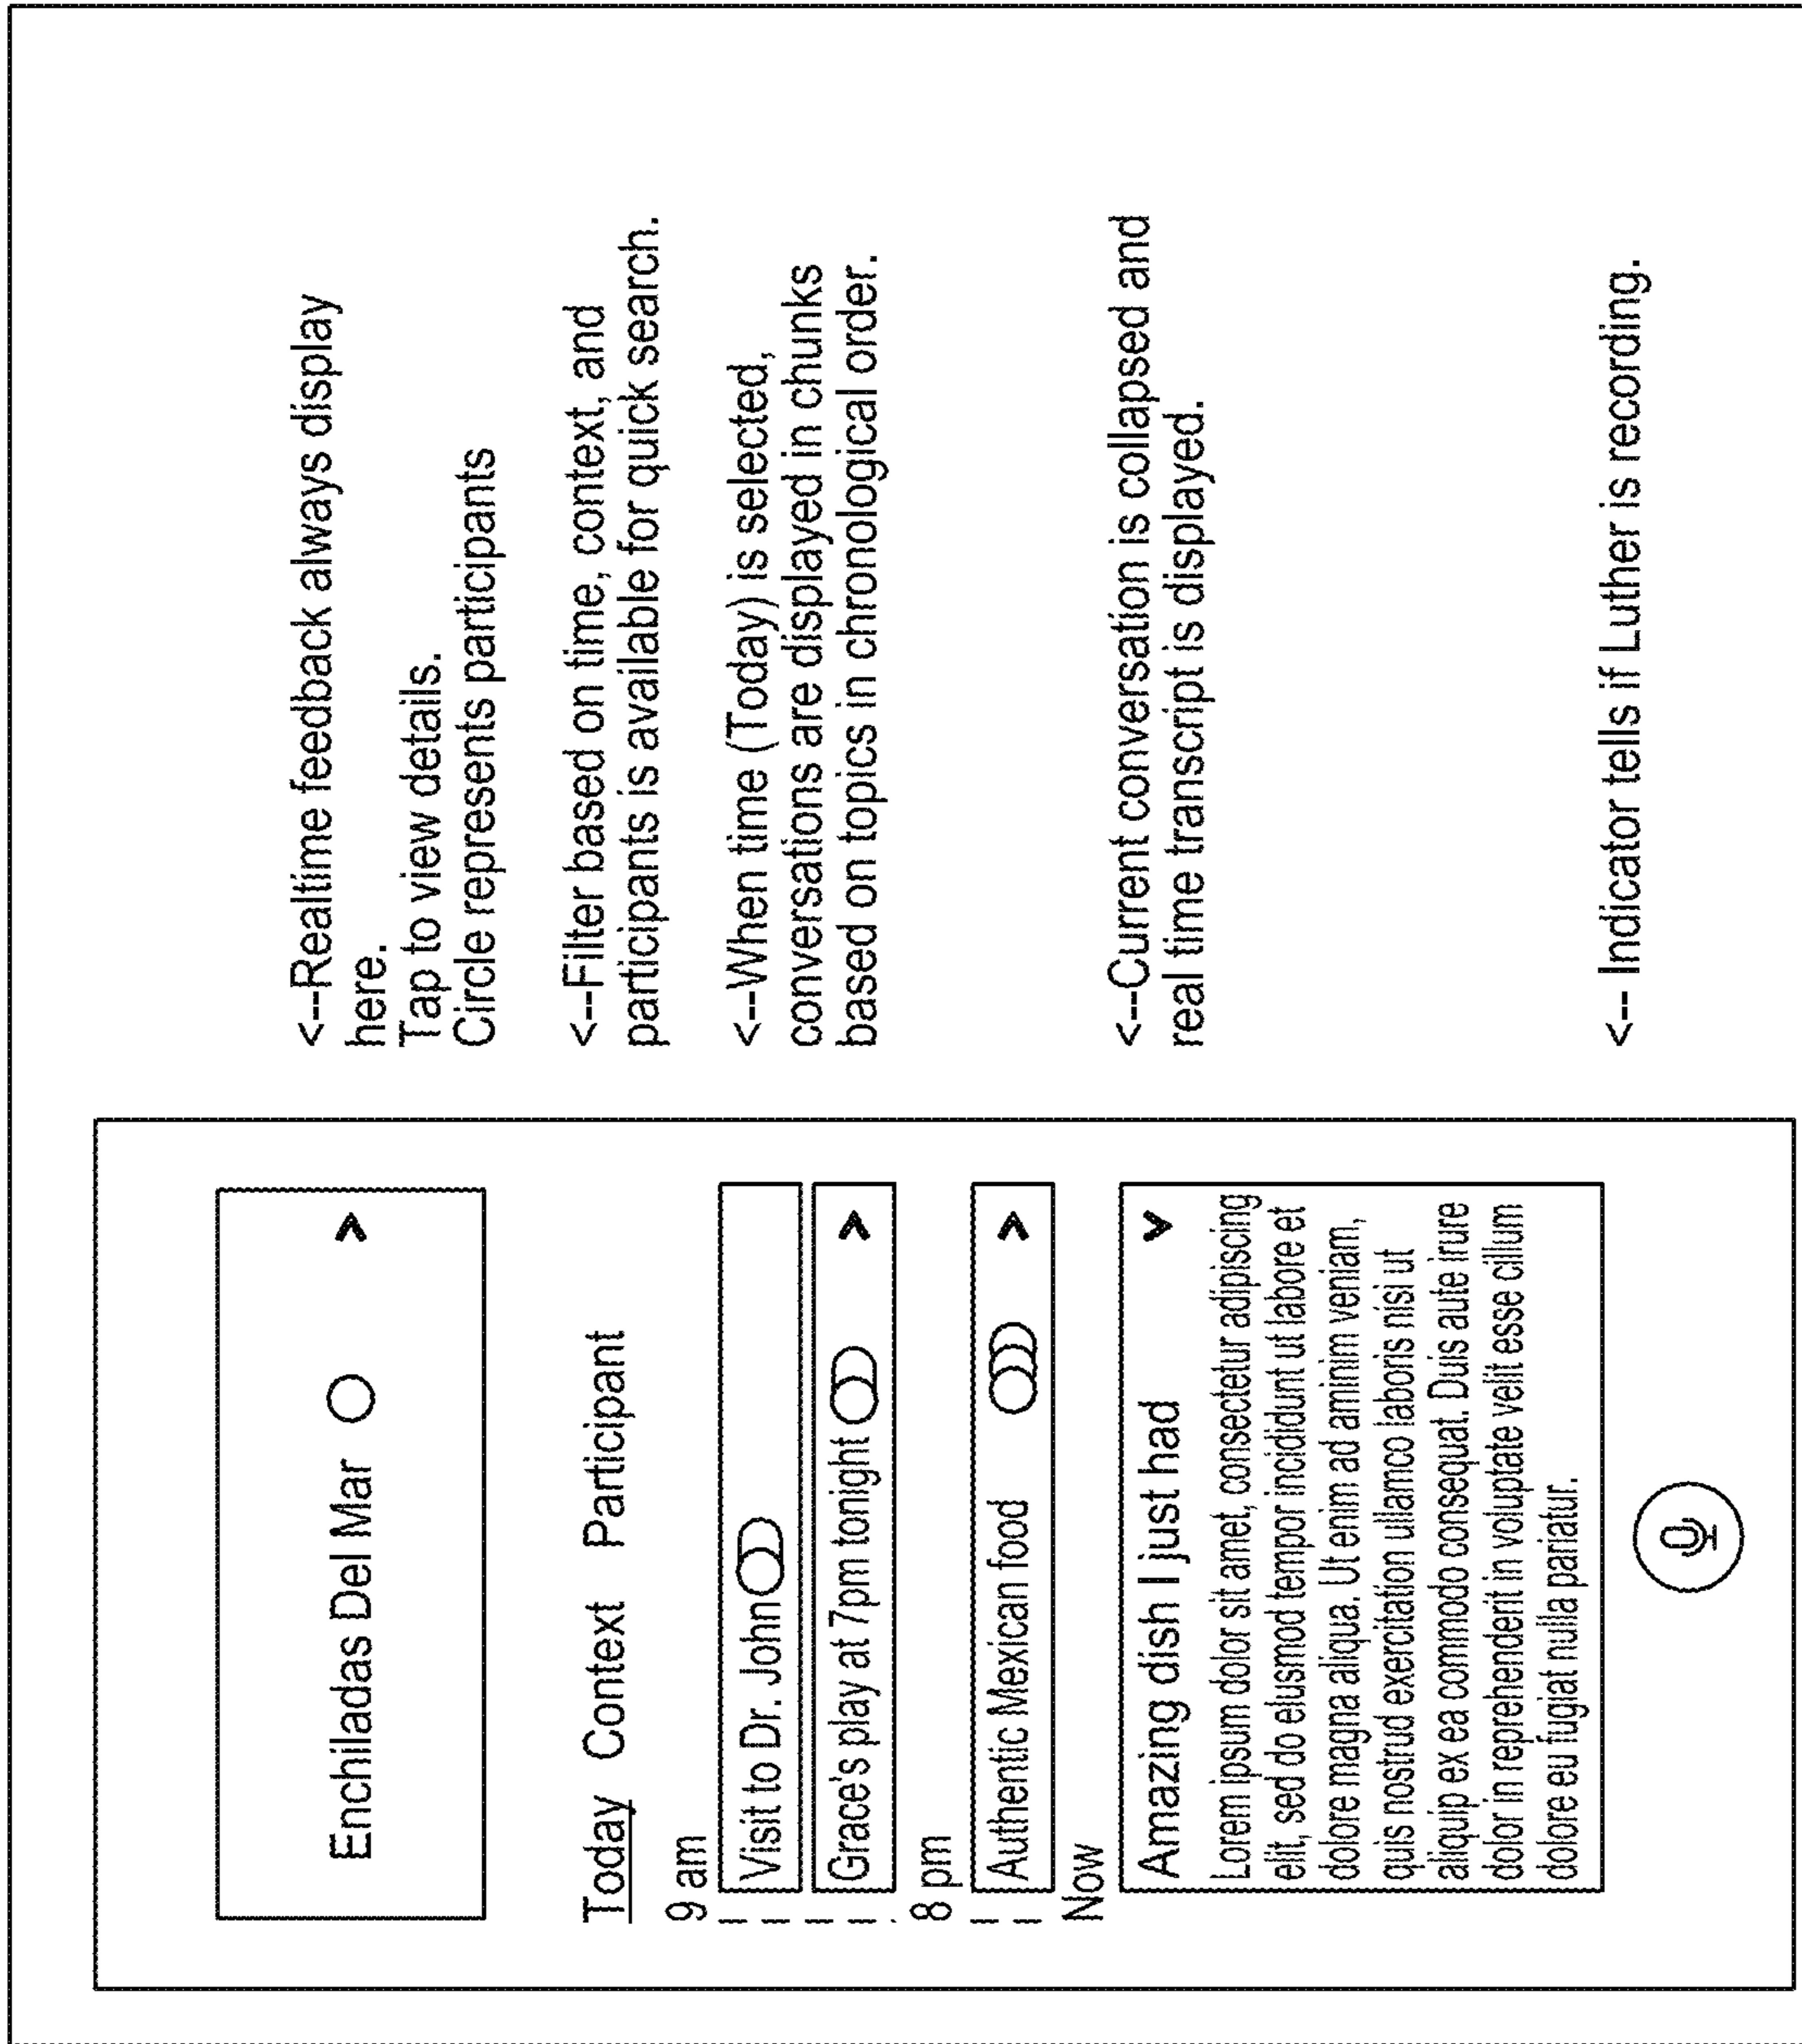 Enchiladas Del Mar
Today Context Participant
9 am
Visit to Dr. John
Grace's play at 7pm tonight
8 pm
Authentic Mexican food
Now
Amazing dish I just had
Lorem ipsum dolor sit amet, consectetur adipiscing
elit, sed do eiusmod tempor incididunt ut labore et
dolore magna aliqua. Ut enim ad aminim veniam,
quis nostrud exercitation ullamco laboris nisi ut
aliquip ex ea commodo consequat. Duis aute irure
dolor in reprehenderit in voluptate velit esse cillum
dolore eu fugiat nulla pariatur.
<--Realtime feedback always display
here.
Tap to view details.
Circle represents participants
<--Filter based on time, context, and
participants is available for quick search.
<--When time (Today) is selected,
conversations are displayed in chunks
based on topics in chronological order.
<--Current conversation is collapsed and
real time transcript is displayed.
<-- Indicator tells if Luther is recording.